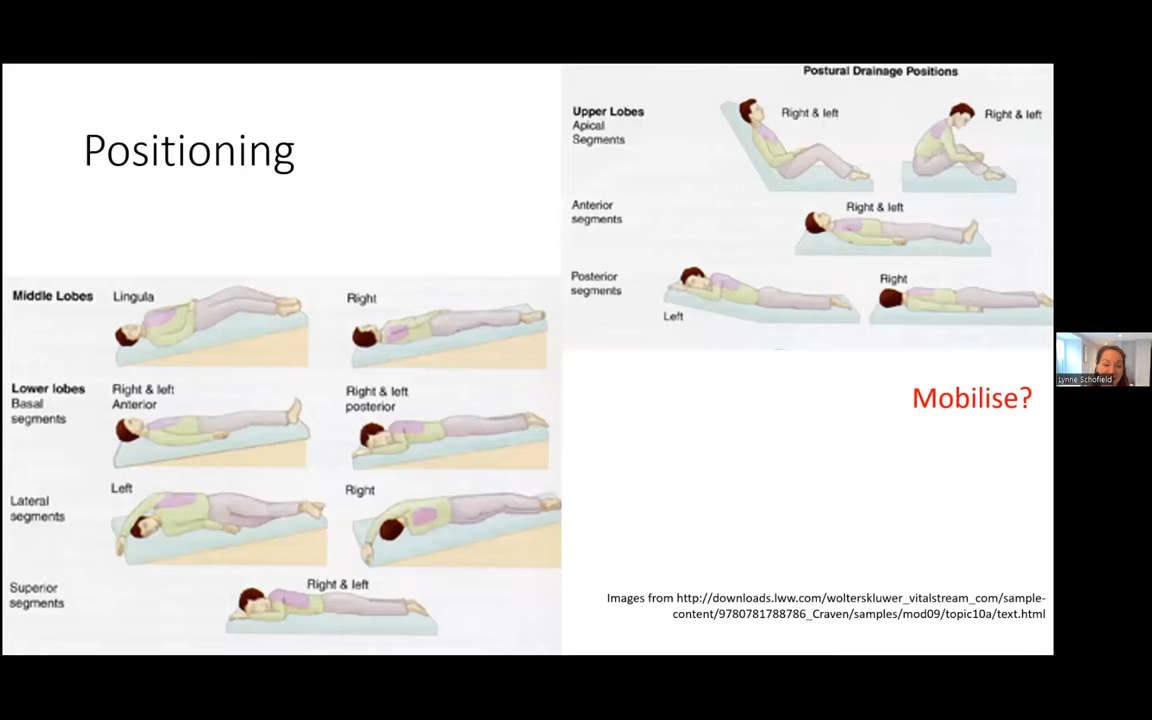 Positioning
Middle Lobes
Lingula
Right
Lower lobes
Basal
segments
Right & left
Anterior
Right & left
posterior
Lateral
segments
Left
Right
Superior
segments
Right & left
Postural Drainage Positions
Upper Lobes
Apical
Segments
Right & left
Right & left
Anterior
segments
Right & left
Posterior
segments
Left
Right
Mobilise?
Images from http://downloads.lww.com/wolterskluwer_vitalstream_com/sample-
content/9780781788786_Craven/samples/mod09/topic10a/text.html
Lynne Schofield